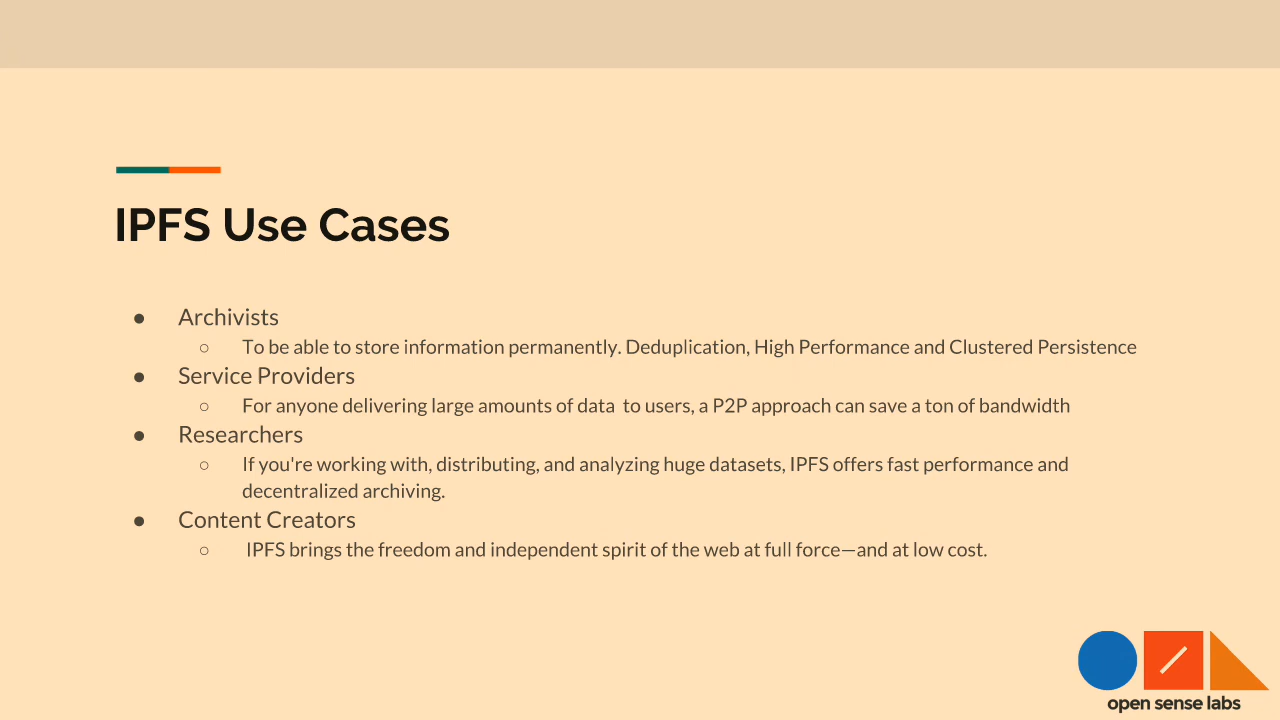 IPFS Use Cases
● Archivists
○ To be able to store information permanently. Deduplication, High Performance and Clustered Persistence
● Service Providers
○ For anyone delivering large amounts of data  to users, a P2P approach can save a ton of bandwidth
● Researchers
○ If you're working with, distributing, and analyzing huge datasets, IPFS offers fast performance and
decentralized archiving.
● Content Creators
○ IPFS brings the freedom and independent spirit of the web at full force—and at low cost.
open sense labs